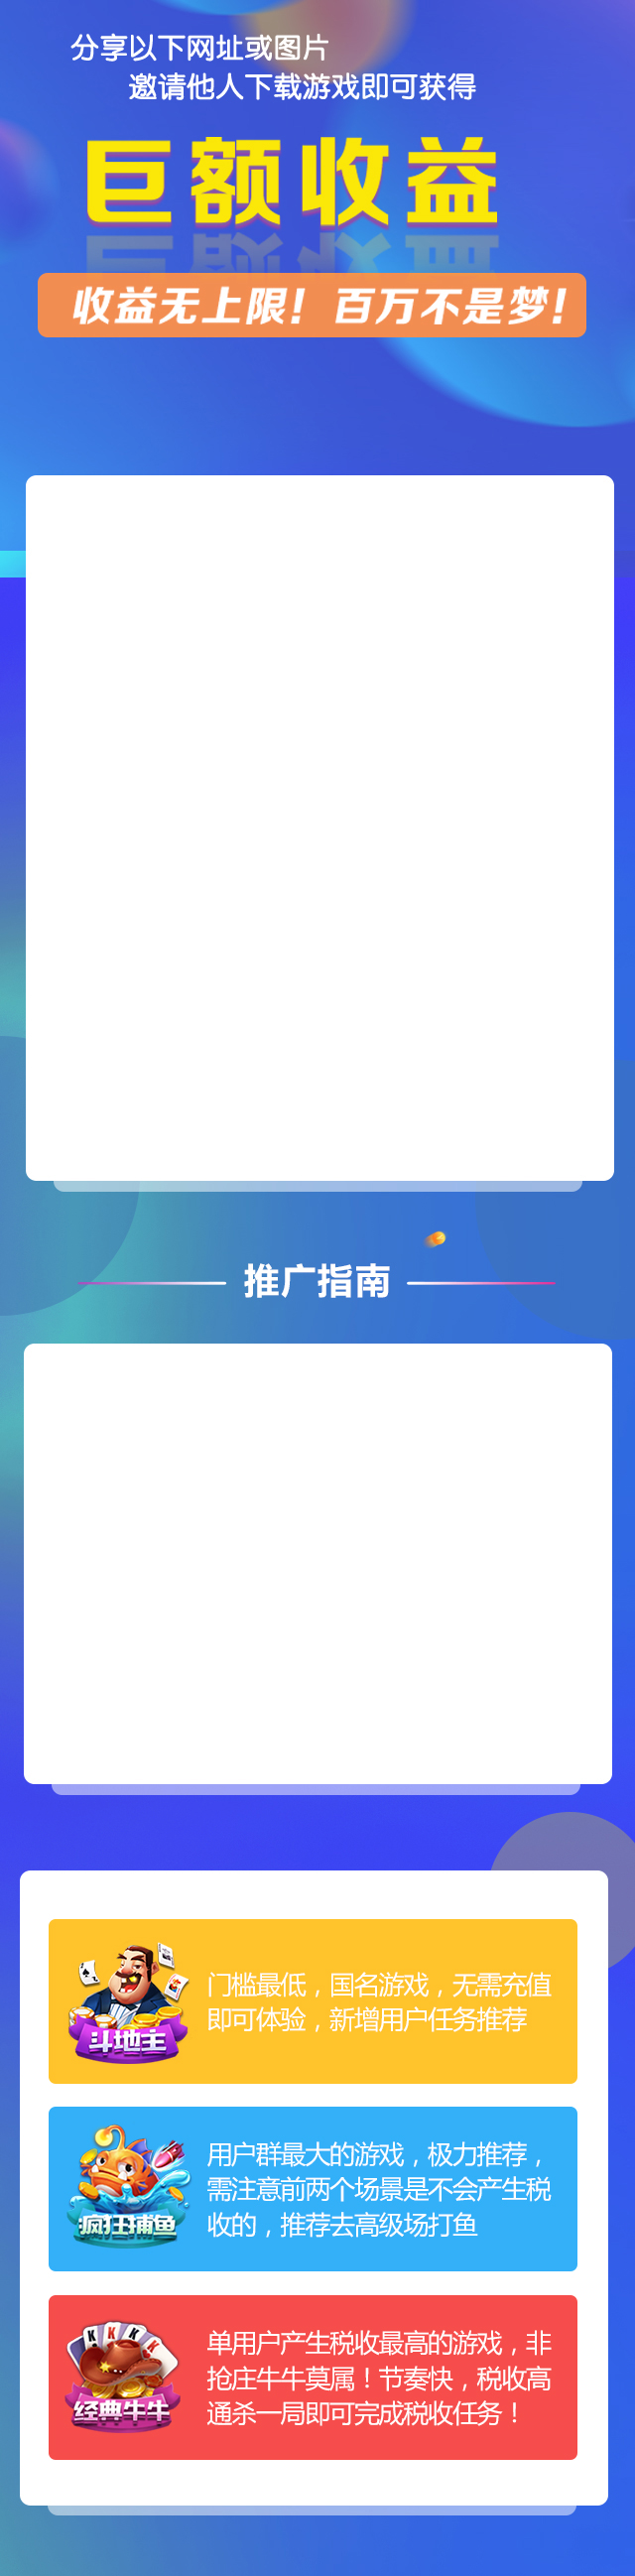 分享以下网址或图片
邀请他人下载游戏即可获得
巨额收益
收益无上限！百万不是梦！
推广指南
斗地主
门槛最低，国名游戏，无需充值
即可体验，新增用户任务推荐
疯狂捕鱼
用户群最大的游戏，极力推荐，
需注意前两个场景是不会产生税
收的，推荐去高级场打鱼
K K K K
经典牛牛
单用户产生税收最高的游戏，非
抢庄牛牛莫属！节奏快，税收高
通杀一局即可完成税收任务！